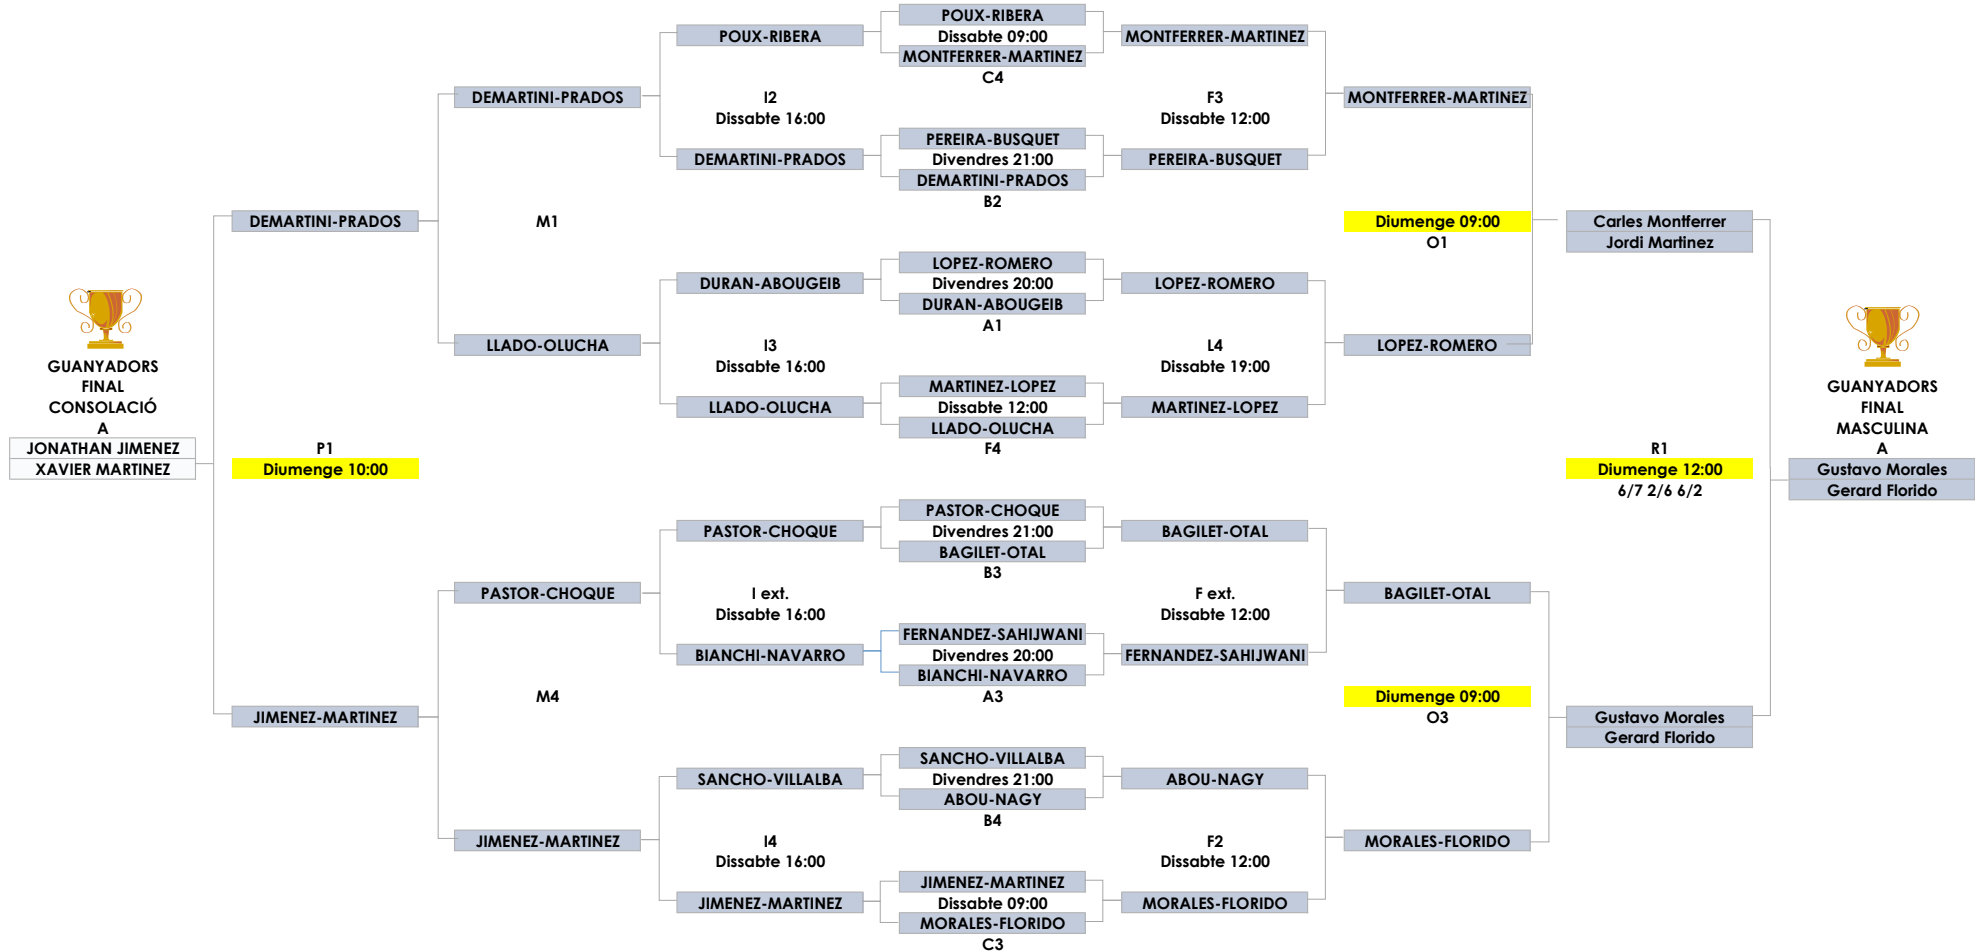 GUANYADORS
FINAL
CONSOLACIÓ
A
JONATHAN JIMENEZ
XAVIER MARTINEZ
DEMARTINI-PRADOS
P1
Diumenge 10:00
JIMENEZ-MARTINEZ
DEMARTINI-PRADOS
M1
LLADO-OLUCHA
PASTOR-CHOQUE
M4
JIMENEZ-MARTINEZ
POUX-RIBERA
I2
Dissabte 16:00
DEMARTINI-PRADOS
DURAN-ABOUGEIB
I3
Dissabte 16:00
LLADO-OLUCHA
PASTOR-CHOQUE
I ext.
Dissabte 16:00
BIANCHI-NAVARRO
SANCHO-VILLALBA
I4
Dissabte 16:00
JIMENEZ-MARTINEZ
POUX-RIBERA
Dissabte 09:00
MONTFERRER-MARTINEZ
C4
PEREIRA-BUSQUET
Divendres 21:00
DEMARTINI-PRADOS
B2
LOPEZ-ROMERO
Divendres 20:00
DURAN-ABOUGEIB
A1
MARTINEZ-LOPEZ
Dissabte 12:00
LLADO-OLUCHA
F4
PASTOR-CHOQUE
Divendres 21:00
BAGILET-OTAL
B3
FERNANDEZ-SAHIJWANI
Divendres 20:00
BIANCHI-NAVARRO
A3
SANCHO-VILLALBA
Divendres 21:00
ABOU-NAGY
B4
JIMENEZ-MARTINEZ
Dissabte 09:00
MORALES-FLORIDO
C3
MONTFERRER-MARTINEZ
F3
Dissabte 12:00
PEREIRA-BUSQUET
LOPEZ-ROMERO
L4
Dissabte 19:00
MARTINEZ-LOPEZ
BAGILET-OTAL
F ext.
Dissabte 12:00
FERNANDEZ-SAHIJWANI
ABOU-NAGY
F2
Dissabte 12:00
MORALES-FLORIDO
MONTFERRER-MARTINEZ
Diumenge 09:00
O1
LOPEZ-ROMERO
BAGILET-OTAL
Diumenge 09:00
O3
MORALES-FLORIDO
Carles Montferrer
Jordi Martinez
R1
Diumenge 12:00
6/7 2/6 6/2
Gustavo Morales
Gerard Florido
GUANYADORS
FINAL
MASCULINA
A
Gustavo Morales
Gerard Florido